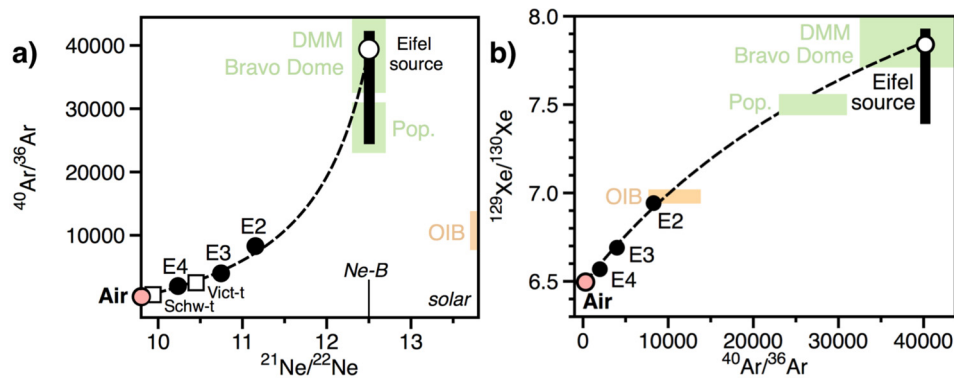 a)
40000
30000
20000
10000
⁴⁰Ar/³⁶Ar
DMM
Bravo Dome
Eifel
source
Pop.
OIB
E2
E3
E4
Ne-B
Air
Schw-t
Vict-t
solar
10 11 12 13
²¹Ne/²²Ne
b)
8.0
7.5
7.0
6.5
¹²⁹Xe/¹³⁰Xe
DMM
Bravo Dome
Eifel
source
Pop.
OIB
E2
E3
E4
Air
0 10000 20000 30000 40000
⁴⁰Ar/³⁶Ar